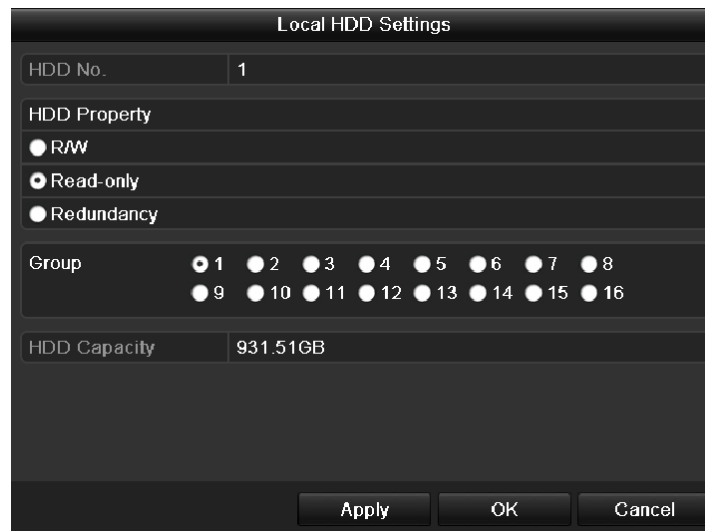 Local HDD Settings
HDD No. 1
HDD Property
R/W
Read-only
Redundancy
Group 1 2 3 4 5 6 7 8
9 10 11 12 13 14 15 16
HDD Capacity 931.51GB
Apply OK Cancel